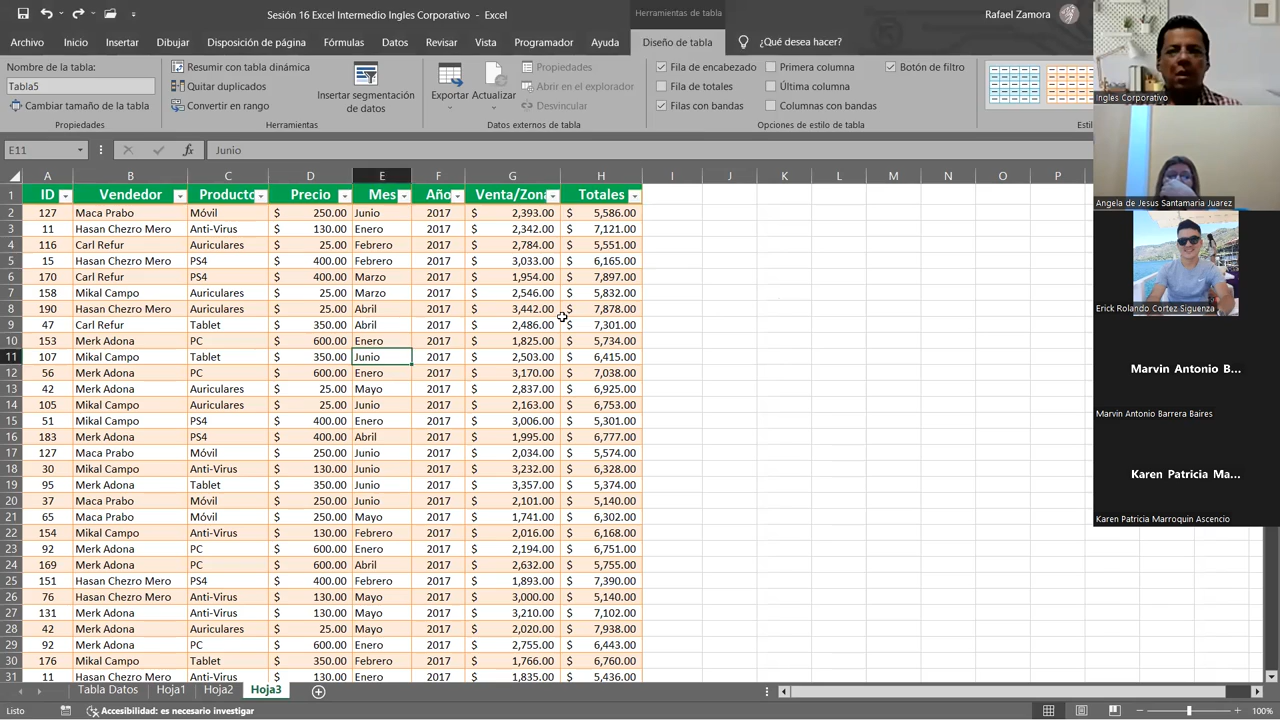 Sesión 16 Excel Intermedio Ingles Corporativo - Excel
Herramientas de tabla
Rafael Zamora
Archivo Inicio Insertar Dibujar Disposición de página Fórmulas Datos Revisar Vista Programador Ayuda Diseño de tabla ¿Qué desea hacer?
Nombre de la tabla:
Tabla5
Cambiar tamaño de la tabla
Propiedades
Resumir con tabla dinámica
Quitar duplicados
Convertir en rango
Insertar segmentación de datos
Herramientas
Exportar Actualizar
Propiedades
Abrir en el explorador
Desvincular
Datos externos de tabla
Fila de encabezado Primera columna Botón de filtro
Fila de totales Última columna
Filas con bandas Columnas con bandas
Opciones de estilo de tabla
E11 fx Junio
A B C D E F G H I J K L M N O P
1 ID Vendedor Producto Precio Mes Año Venta/Zona Totales
2 127 Maca Prabo Móvil $ 250.00 Junio 2017 $ 2,393.00 $ 5,586.00
3 11 Hasan Chezro Mero Anti-Virus $ 130.00 Enero 2017 $ 2,342.00 $ 7,121.00
4 116 Carl Refur Auriculares $ 25.00 Febrero 2017 $ 2,784.00 $ 5,551.00
5 15 Hasan Chezro Mero PS4 $ 400.00 Febrero 2017 $ 3,033.00 $ 6,165.00
6 170 Carl Refur PS4 $ 400.00 Marzo 2017 $ 1,954.00 $ 7,897.00
7 158 Mikal Campo Auriculares $ 25.00 Marzo 2017 $ 2,546.00 $ 5,832.00
8 190 Hasan Chezro Mero Auriculares $ 25.00 Abril 2017 $ 3,442.00 $ 7,878.00
9 47 Carl Refur Tablet $ 350.00 Abril 2017 $ 2,486.00 $ 7,301.00
10 153 Merk Adona PC $ 600.00 Enero 2017 $ 1,825.00 $ 5,734.00
11 107 Mikal Campo Tablet $ 350.00 Junio 2017 $ 2,503.00 $ 6,415.00
12 56 Merk Adona PC $ 600.00 Enero 2017 $ 3,170.00 $ 7,038.00
13 42 Merk Adona Auriculares $ 25.00 Mayo 2017 $ 2,837.00 $ 6,925.00
14 105 Mikal Campo Auriculares $ 25.00 Junio 2017 $ 2,163.00 $ 6,753.00
15 51 Mikal Campo PS4 $ 400.00 Enero 2017 $ 3,006.00 $ 5,301.00
16 183 Merk Adona PS4 $ 400.00 Abril 2017 $ 1,995.00 $ 6,777.00
17 127 Maca Prabo Móvil $ 250.00 Junio 2017 $ 2,034.00 $ 5,574.00
18 30 Mikal Campo Anti-Virus $ 130.00 Junio 2017 $ 3,232.00 $ 6,328.00
19 95 Merk Adona Tablet $ 350.00 Junio 2017 $ 3,357.00 $ 5,374.00
20 37 Maca Prabo Móvil $ 250.00 Junio 2017 $ 2,101.00 $ 5,140.00
21 65 Maca Prabo Móvil $ 250.00 Mayo 2017 $ 1,741.00 $ 6,302.00
22 154 Mikal Campo Anti-Virus $ 130.00 Febrero 2017 $ 2,016.00 $ 6,168.00
23 92 Merk Adona PC $ 600.00 Enero 2017 $ 2,194.00 $ 6,751.00
24 169 Merk Adona PC $ 600.00 Abril 2017 $ 2,632.00 $ 5,755.00
25 151 Hasan Chezro Mero PS4 $ 400.00 Febrero 2017 $ 1,893.00 $ 7,390.00
26 76 Hasan Chezro Mero Anti-Virus $ 130.00 Mayo 2017 $ 3,000.00 $ 5,140.00
27 131 Merk Adona Anti-Virus $ 130.00 Mayo 2017 $ 3,210.00 $ 7,102.00
28 42 Merk Adona Auriculares $ 25.00 Mayo 2017 $ 2,020.00 $ 7,938.00
29 92 Merk Adona PC $ 600.00 Enero 2017 $ 2,755.00 $ 6,443.00
30 176 Mikal Campo Tablet $ 350.00 Febrero 2017 $ 1,766.00 $ 6,760.00
31 11 Hasan Chezro Mero Anti-Virus $ 130.00 Enero 2017 $ 1,835.00 $ 5,436.00
Tabla Datos Hoja1 Hoja2 Hoja3
Listo Accesibilidad: es necesario investigar 100%
Ingles Corporativo
Angela de Jesus Santamaria Juarez
Erick Rolando Cortez Siguenza
Marvin Antonio B...
Marvin Antonio Barrera Baires
Karen Patricia Ma...
Karen Patricia Marroquin Ascencio